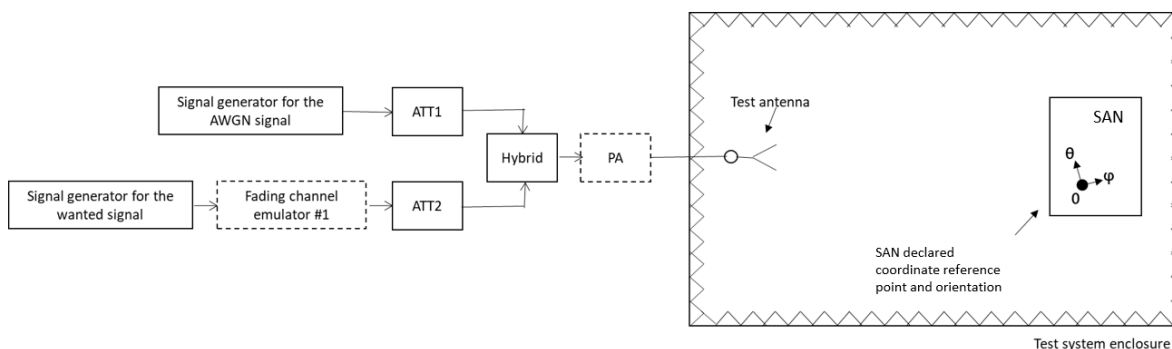 Signal generator for the
AWGN signal
ATT1
Hybrid
PA
Signal generator for the
wanted signal
Fading channel
emulator #1
ATT2
Test antenna
SAN
θ
φ
0
SAN declared
coordinate reference
point and orientation
Test system enclosure